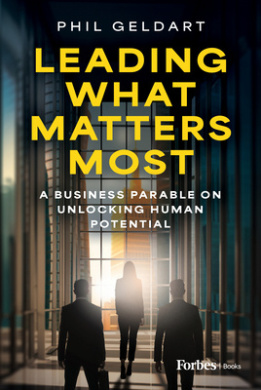 PHIL GELDART
LEADING
WHAT
MATTERS
MOST
A BUSINESS PARABLE ON
UNLOCKING HUMAN
POTENTIAL
Forbes | Books